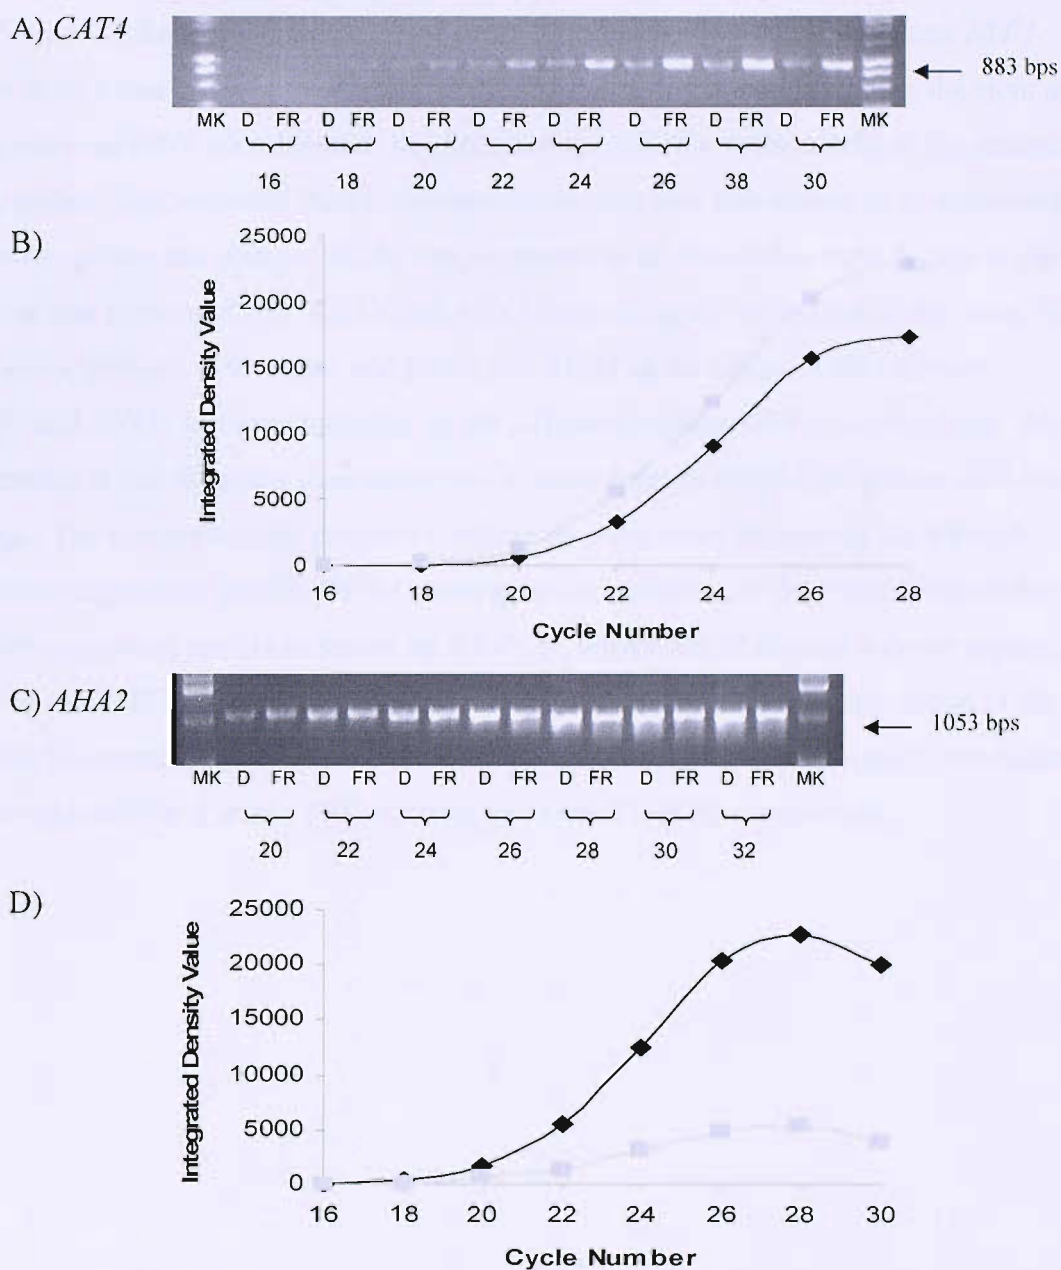 A) CAT4
883 bps
MK D FR D FR D FR D FR D FR D FR D FR D FR MK
16 18 20 22 24 26 38 30
B)
Integrated Density Value
25000
20000
15000
10000
5000
0
16 18 20 22 24 26 28
Cycle Number
C) AHA2
1053 bps
MK D FR D FR D FR D FR D FR D FR D FR MK
20 22 24 26 28 30 32
D)
Integrated Density Value
25000
20000
15000
10000
5000
0
16 18 20 22 24 26 28 30
Cycle Number